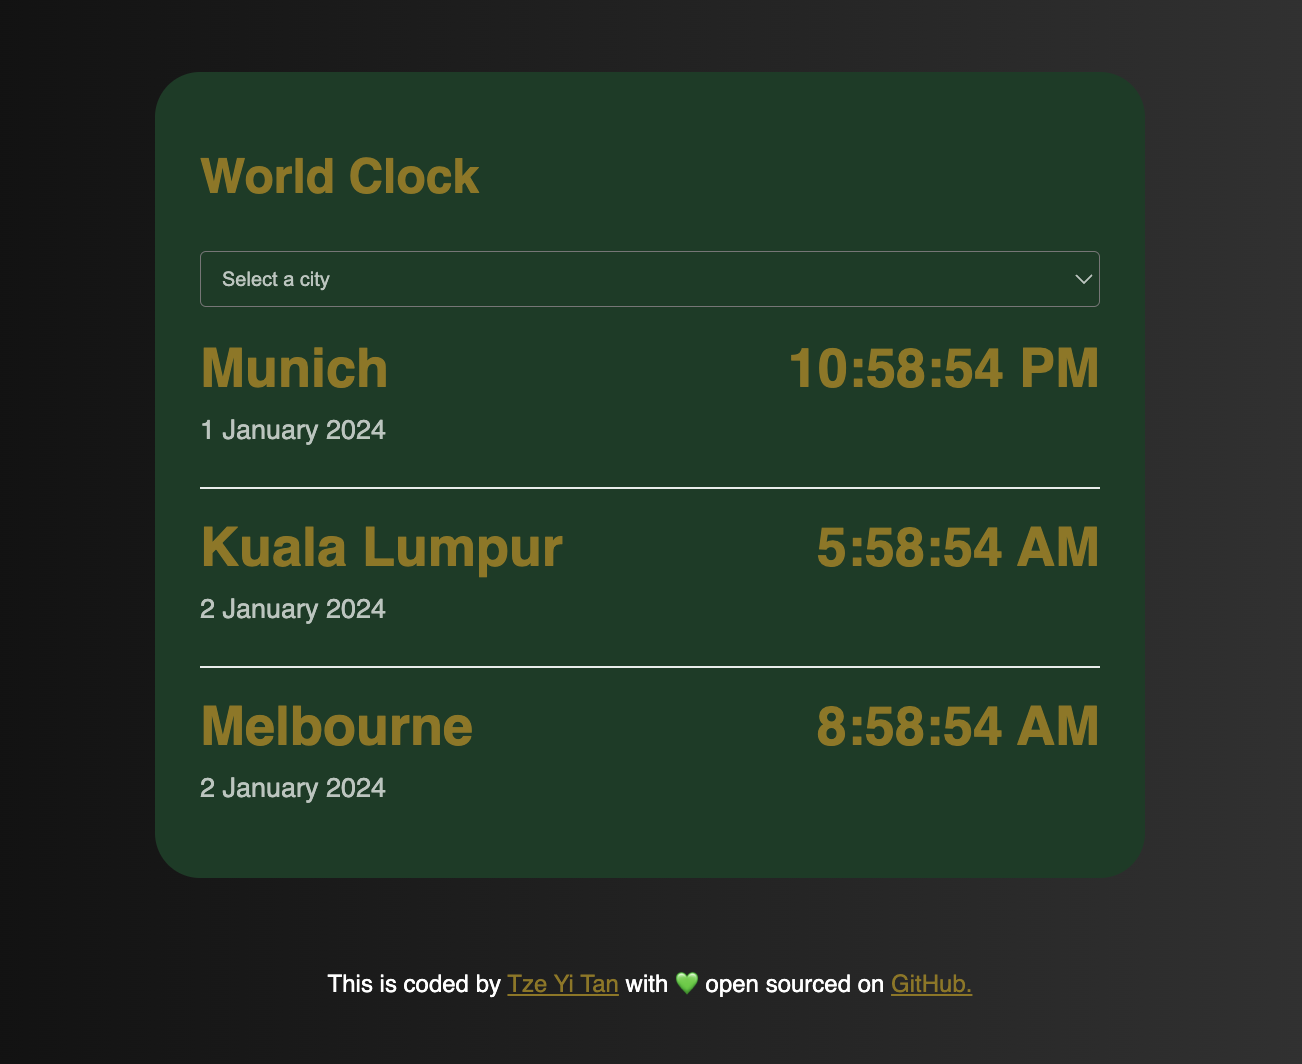 World Clock
Select a city
Munich 10:58:54 PM
1 January 2024
Kuala Lumpur 5:58:54 AM
2 January 2024
Melbourne 8:58:54 AM
2 January 2024
This is coded by Tze Yi Tan with 💚 open sourced on GitHub.